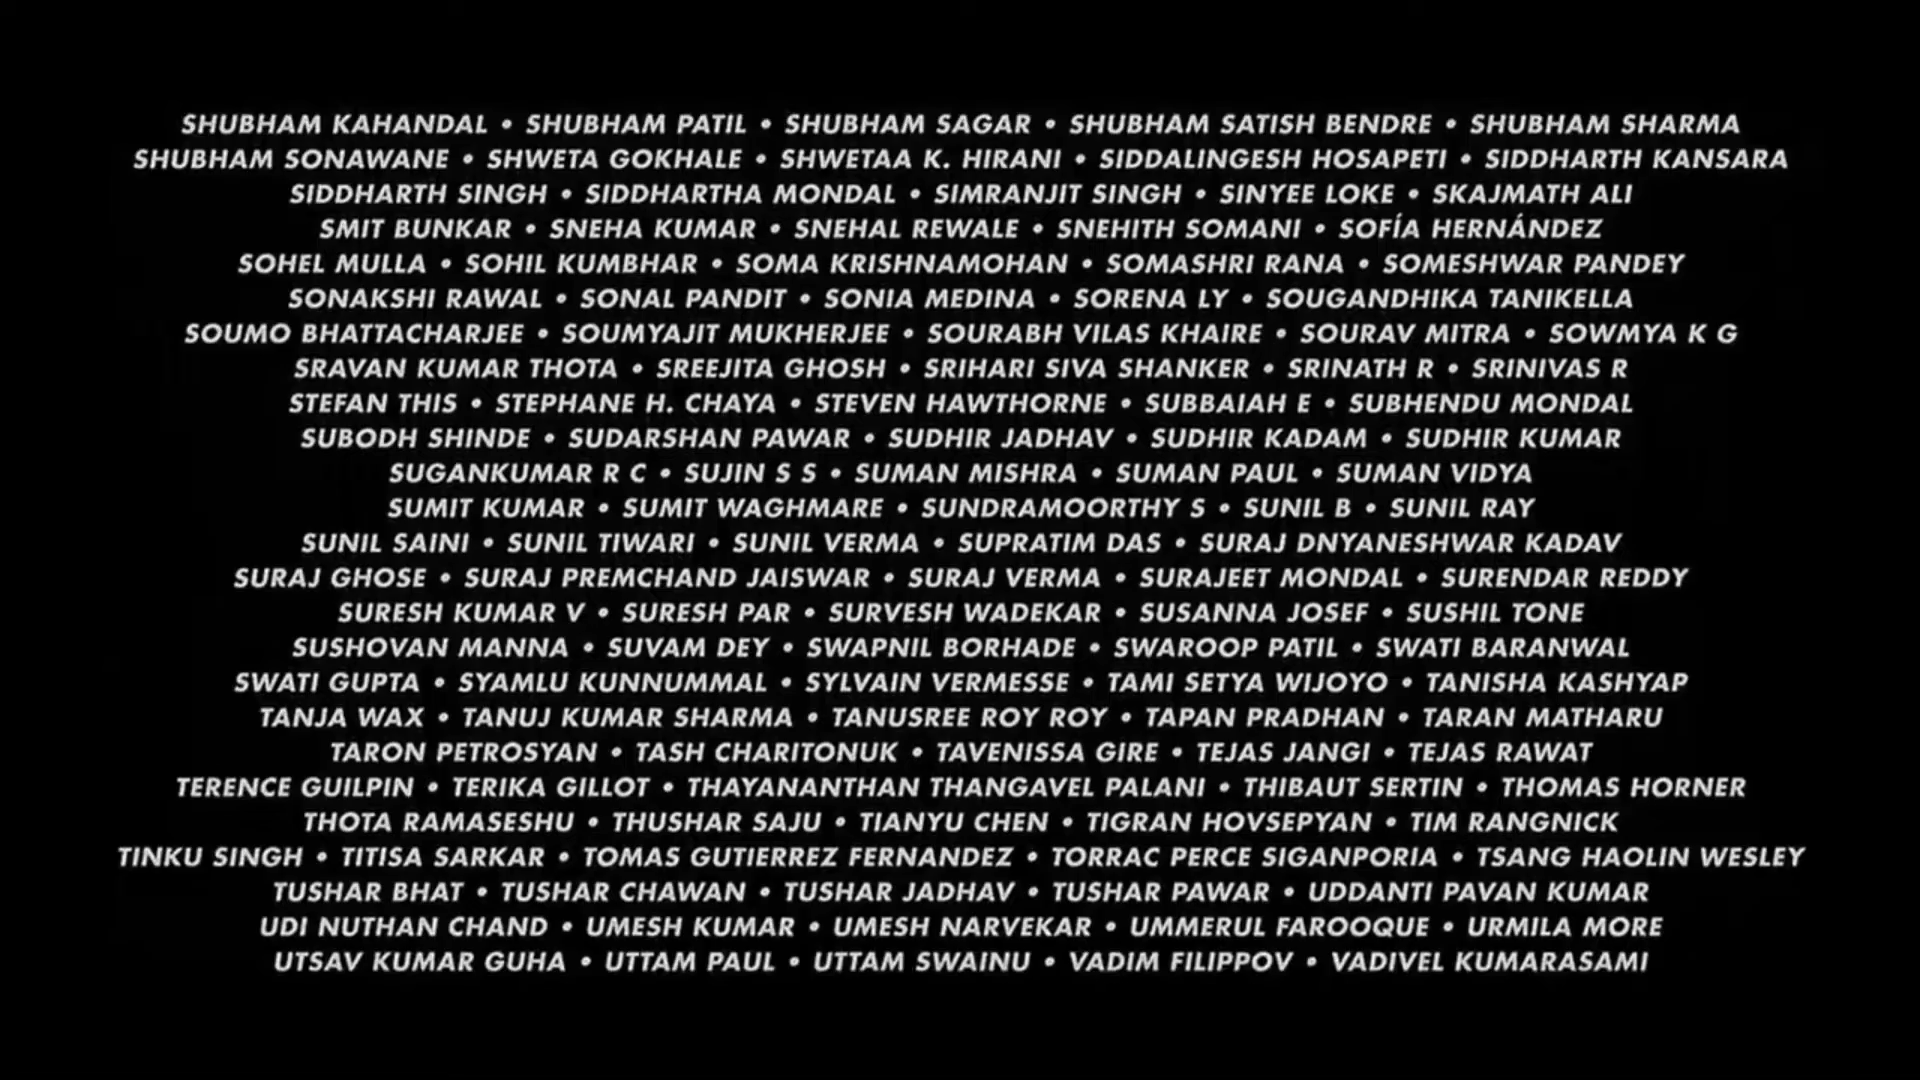 SHUBHAM KAHANDAL • SHUBHAM PATIL • SHUBHAM SAGAR • SHUBHAM SATISH BENDRE • SHUBHAM SHARMA
SHUBHAM SONAWANE • SHWETA GOKHALE • SHWETAA K. HIRANI • SIDDALINGESH HOSAPETI • SIDDHARTH KANSARA
SIDDHARTH SINGH • SIDDHARTHA MONDAL • SIMRANJIT SINGH • SINYEE LOKE • SKAJMATH ALI
SMIT BUNKAR • SNEHA KUMAR • SNEHAL REWALE • SNEHITH SOMANI • SOFÍA HERNÁNDEZ
SOHEL MULLA • SOHIL KUMBHAR • SOMA KRISHNAMOHAN • SOMASHRI RANA • SOMESHWAR PANDEY
SONAKSHI RAWAL • SONAL PANDIT • SONIA MEDINA • SORENA LY • SOUGANDHIKA TANIKELLA
SOUMO BHATTACHARJEE • SOUMYAJIT MUKHERJEE • SOURABH VILAS KHAIRE • SOURAV MITRA • SOWMYA K G
SRAVAN KUMAR THOTA • SREEJITA GHOSH • SRIHARI SIVA SHANKER • SRINATH R • SRINIVAS R
STEFAN THIS • STEPHANE H. CHAYA • STEVEN HAWTHORNE • SUBBAIAH E • SUBHENDU MONDAL
SUBODH SHINDE • SUDARSHAN PAWAR • SUDHIR JADHAV • SUDHIR KADAM • SUDHIR KUMAR
SUGANKUMAR R C • SUJIN S S • SUMAN MISHRA • SUMAN PAUL • SUMAN VIDYA
SUMIT KUMAR • SUMIT WAGHMARE • SUNDRAMOORTHY S • SUNIL B • SUNIL RAY
SUNIL SAINI • SUNIL TIWARI • SUNIL VERMA • SUPRATIM DAS • SURAJ DNYANESHWAR KADAV
SURAJ GHOSE • SURAJ PREMCHAND JAISWAR • SURAJ VERMA • SURAJEET MONDAL • SURENDAR REDDY
SURESH KUMAR V • SURESH PAR • SURVESH WADEKAR • SUSANNA JOSEF • SUSHIL TONE
SUSHOVAN MANNA • SUVAM DEY • SWAPNIL BORHADE • SWAROOP PATIL • SWATI BARANWAL
SWATI GUPTA • SYAMLU KUNNUMMAL • SYLVAIN VERMESSE • TAMI SETYA WIJOYO • TANISHA KASHYAP
TANJA WAX • TANUJ KUMAR SHARMA • TANUSREE ROY ROY • TAPAN PRADHAN • TARAN MATHARU
TARON PETROSYAN • TASH CHARITONUK • TAVENISSA GIRE • TEJAS JANGI • TEJAS RAWAT
TERENCE GUILPIN • TERIKA GILLOT • THAYANANTHAN THANGAVEL PALANI • THIBAUT SERTIN • THOMAS HORNER
THOTA RAMASESHU • THUSHAR SAJU • TIANYU CHEN • TIGRAN HOVSEPYAN • TIM RANGNICK
TINKU SINGH • TITISA SARKAR • TOMAS GUTIERREZ FERNANDEZ • TORRAC PERCE SIGANPORIA • TSANG HAOLIN WESLEY
TUSHAR BHAT • TUSHAR CHAWAN • TUSHAR JADHAV • TUSHAR PAWAR • UDDANTI PAVAN KUMAR
UDI NUTHAN CHAND • UMESH KUMAR • UMESH NARVEKAR • UMMERUL FAROOQUE • URMILA MORE
UTSAV KUMAR GUHA • UTTAM PAUL • UTTAM SWAINU • VADIM FILIPPOV • VADIVEL KUMARASAMI